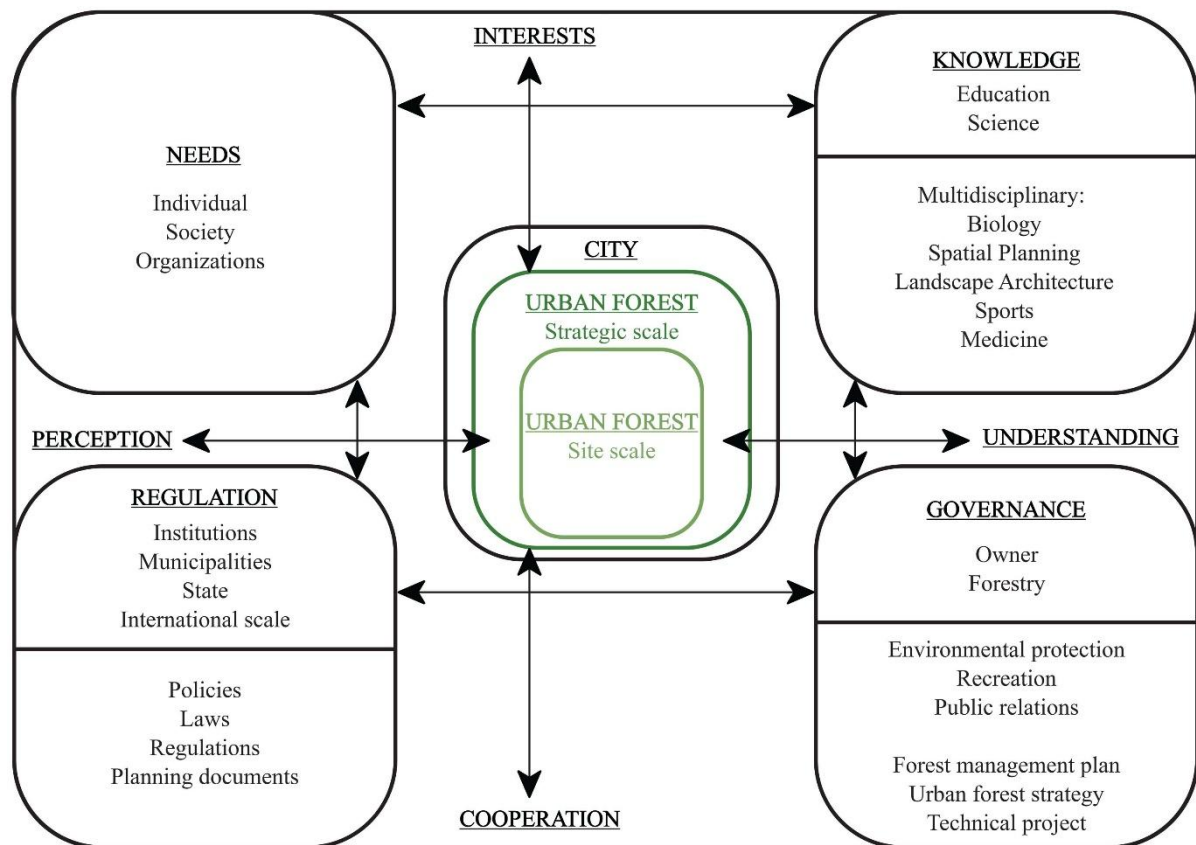 INTERESTS
KNOWLEDGE
Education
Science
NEEDS
Individual
Society
Organizations
Multidisciplinary:
Biology
Spatial Planning
Landscape Architecture
Sports
Medicine
CITY
URBAN FOREST
Strategic scale
URBAN FOREST
Site scale
PERCEPTION
UNDERSTANDING
REGULATION
Institutions
Municipalities
State
International scale
Policies
Laws
Regulations
Planning documents
GOVERNANCE
Owner
Forestry
Environmental protection
Recreation
Public relations
Forest management plan
Urban forest strategy
Technical project
COOPERATION